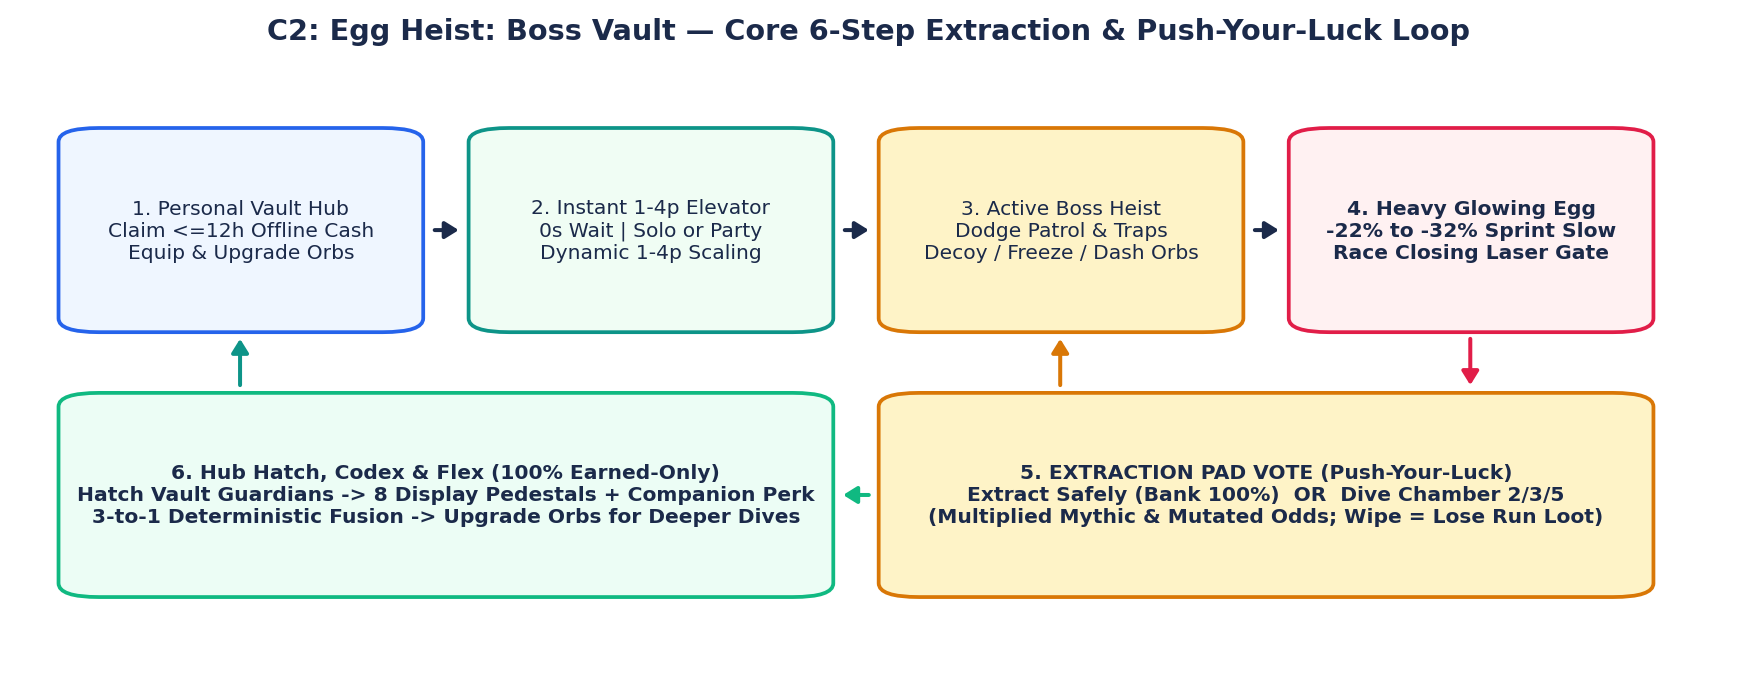 C2: Egg Heist: Boss Vault — Core 6-Step Extraction & Push-Your-Luck Loop
1. Personal Vault Hub
Claim <=12h Offline Cash
Equip & Upgrade Orbs
2. Instant 1-4p Elevator
0s Wait | Solo or Party
Dynamic 1-4p Scaling
3. Active Boss Heist
Dodge Patrol & Traps
Decoy / Freeze / Dash Orbs
4. Heavy Glowing Egg
-22% to -32% Sprint Slow
Race Closing Laser Gate
5. EXTRACTION PAD VOTE (Push-Your-Luck)
Extract Safely (Bank 100%)  OR  Dive Chamber 2/3/5
(Multiplied Mythic & Mutated Odds; Wipe = Lose Run Loot)
6. Hub Hatch, Codex & Flex (100% Earned-Only)
Hatch Vault Guardians -> 8 Display Pedestals + Companion Perk
3-to-1 Deterministic Fusion -> Upgrade Orbs for Deeper Dives